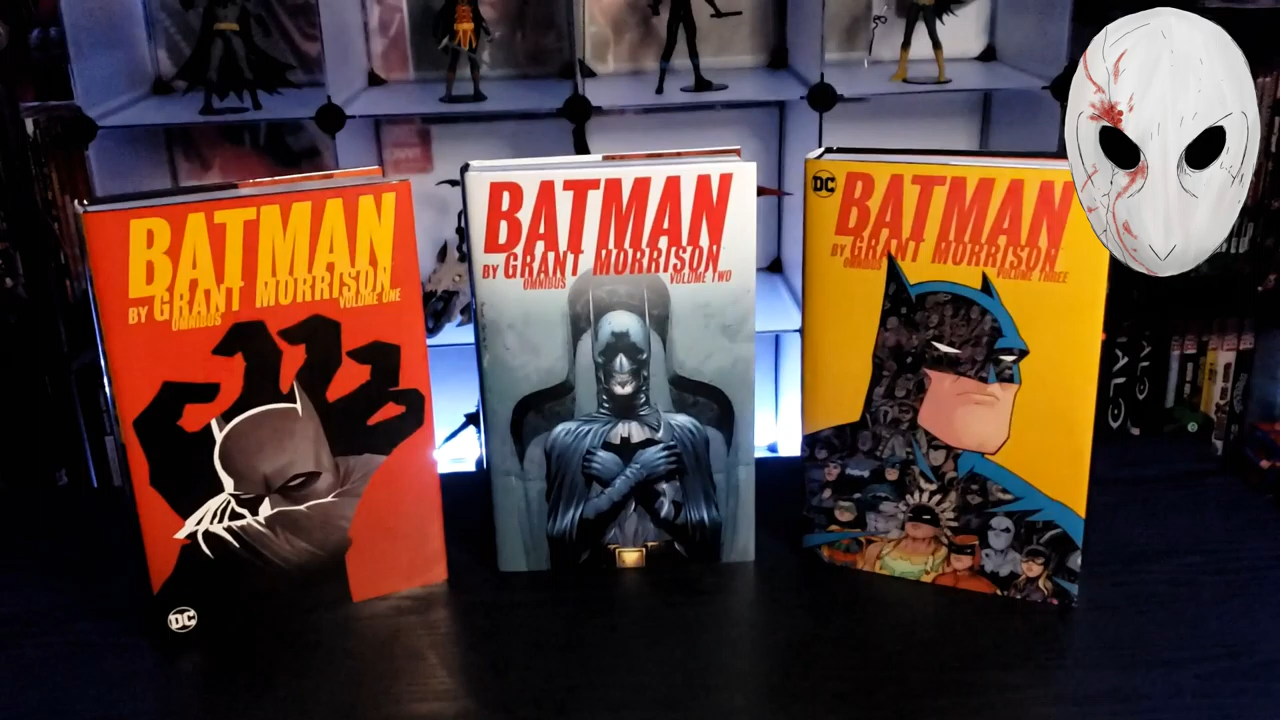 BATMAN
BY GRANT MORRISON
OMNIBUS
VOLUME ONE
DC
BATMAN
BY GRANT MORRISON
OMNIBUS
VOLUME TWO
DC
BATMAN
BY GRANT MORRISON
OMNIBUS
VOLUME THREE